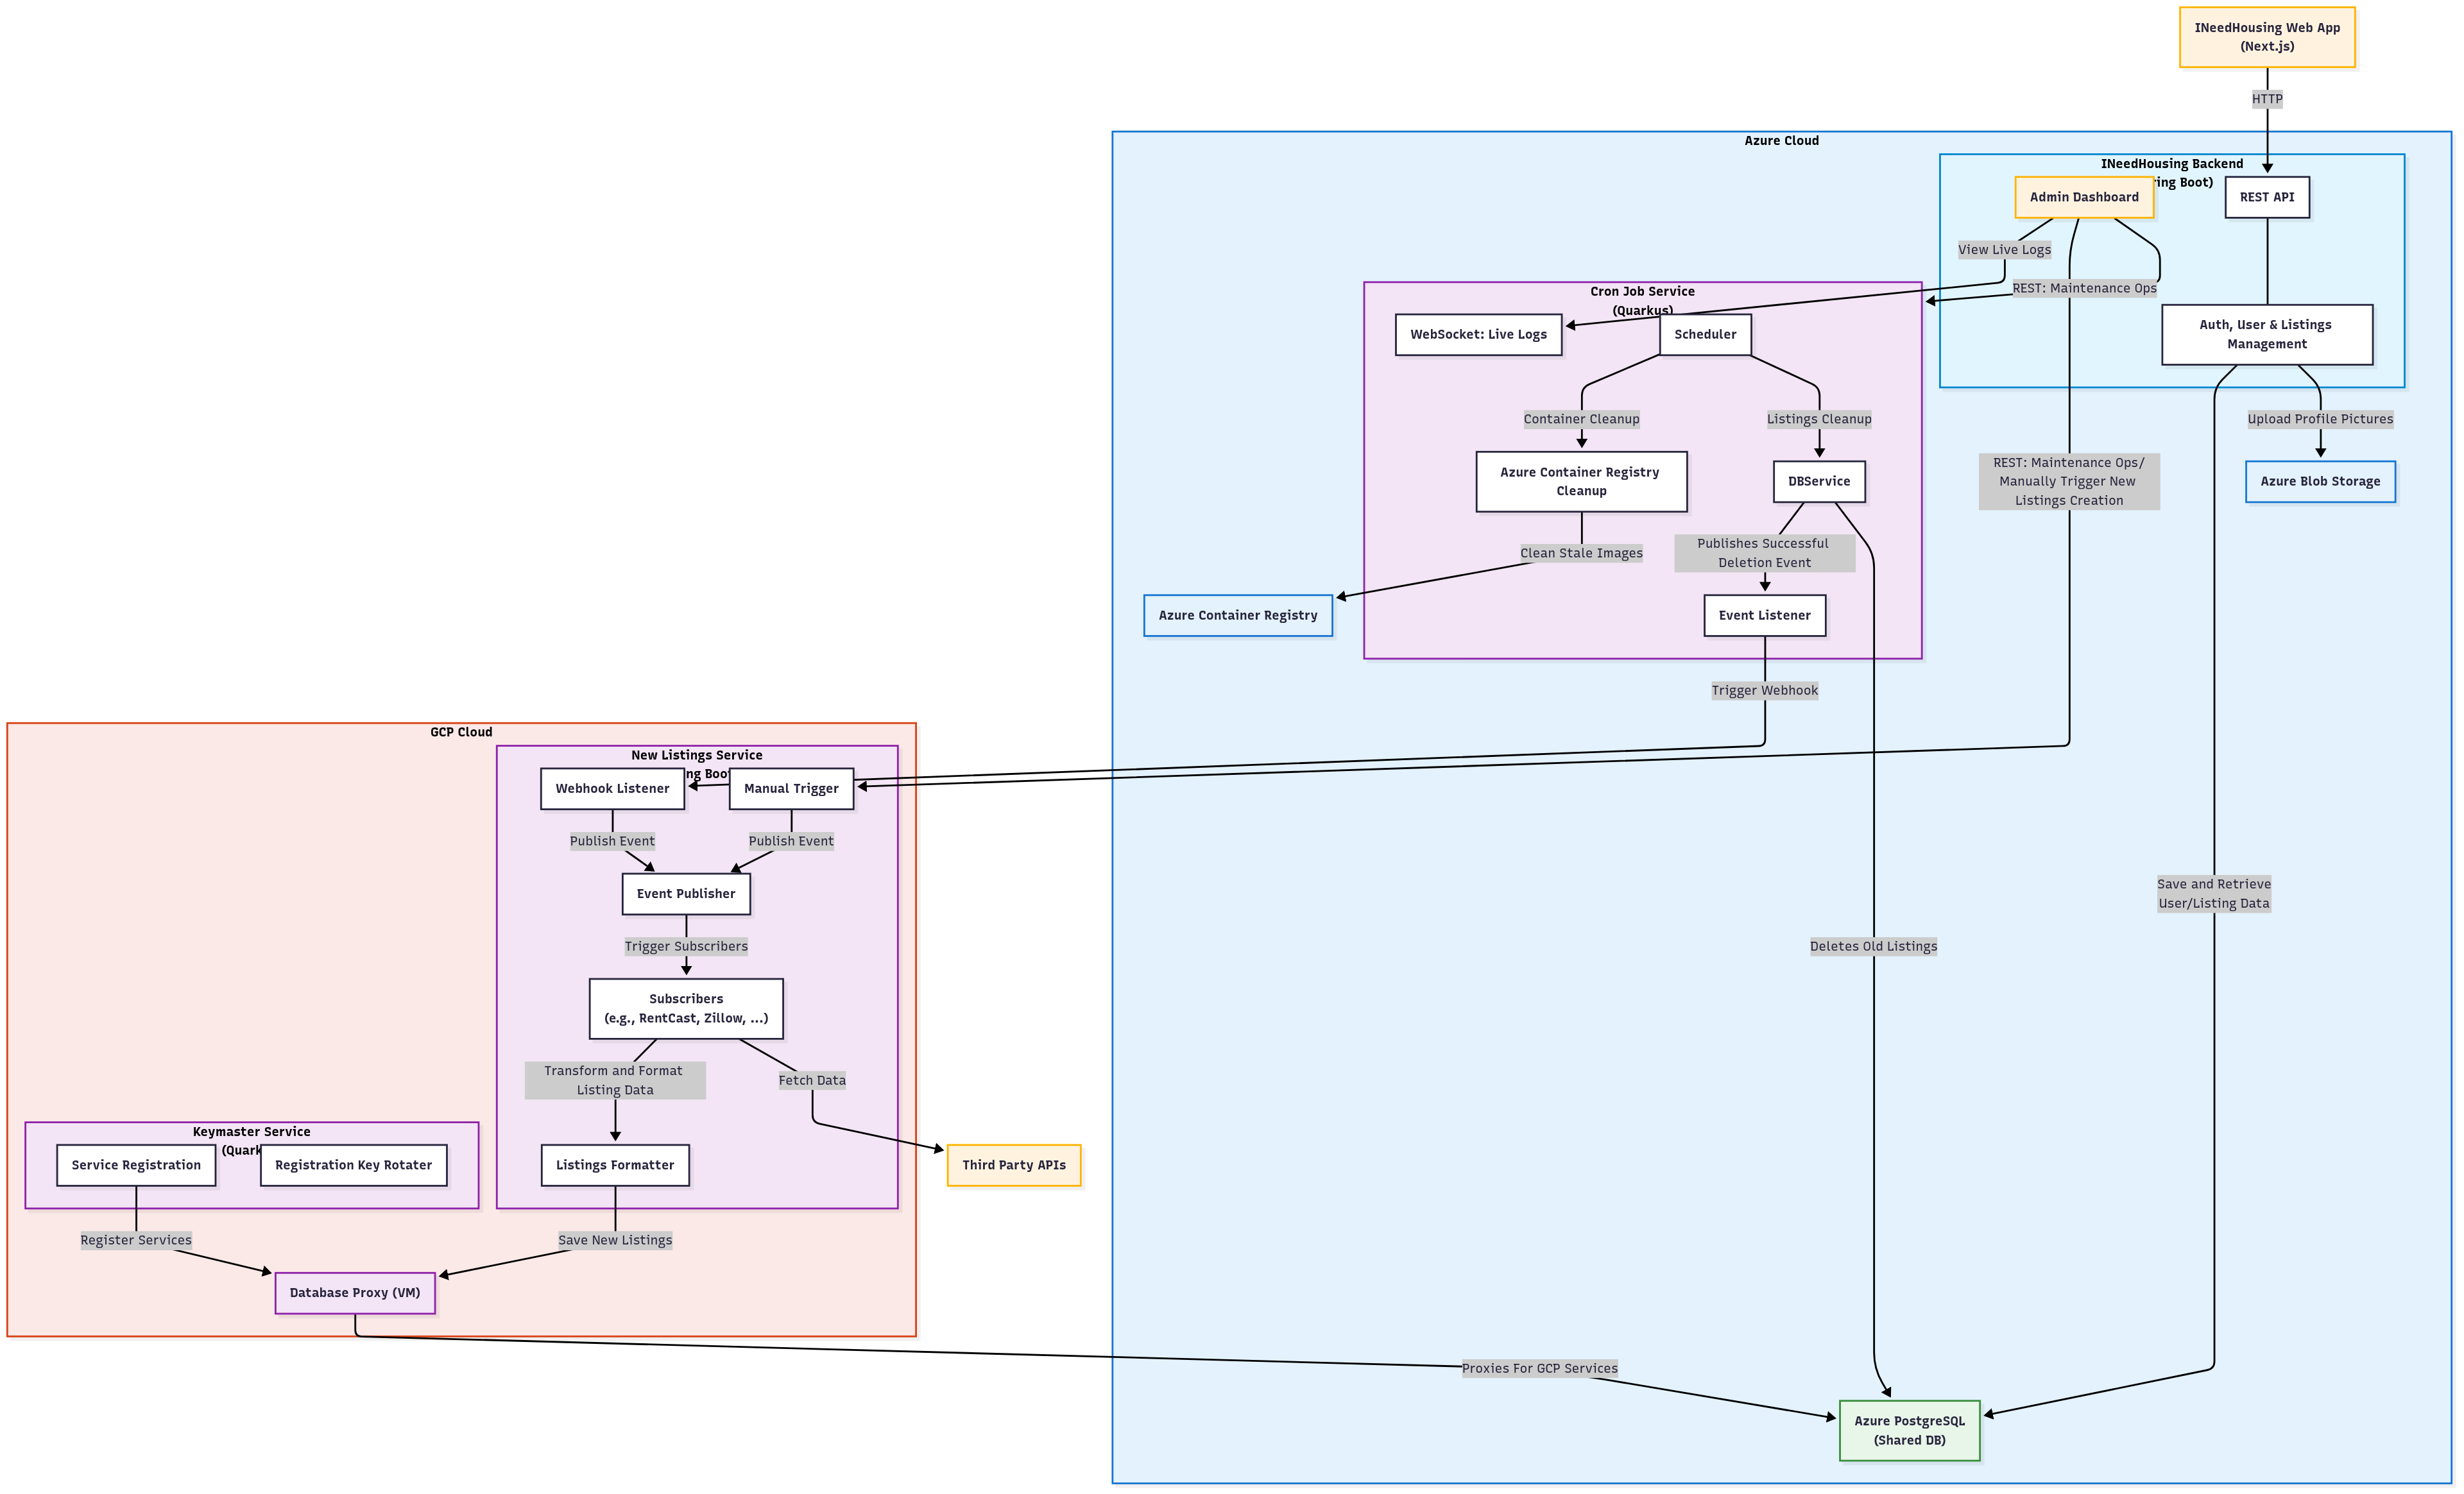 INeedHousing Web App
(Next.js)
HTTP
Azure Cloud
INeedHousing Backend
ring Boot)
Admin Dashboard
REST API
View Live Logs
REST: Maintenance Ops
Cron Job Service
(Quarkus)
WebSocket: Live Logs
Scheduler
Auth, User & Listings
Management
Container Cleanup
Listings Cleanup
Upload Profile Pictures
REST: Maintenance Ops/
Manually Trigger New
Listings Creation
Azure Container Registry
Cleanup
DBService
Azure Blob Storage
Clean Stale Images
Publishes Successful
Deletion Event
Azure Container Registry
Event Listener
Trigger Webhook
GCP Cloud
New Listings Service
ng Boo
Webhook Listener
Manual Trigger
Publish Event
Publish Event
Event Publisher
Save and Retrieve
User/Listing Data
Trigger Subscribers
Deletes Old Listings
Subscribers
(e.g., RentCast, Zillow, ...)
Transform and Format
Listing Data
Fetch Data
Keymaster Service
(Quark
Service Registration
Registration Key Rotater
Listings Formatter
Third Party APIs
Register Services
Save New Listings
Database Proxy (VM)
Proxies For GCP Services
Azure PostgreSQL
(Shared DB)